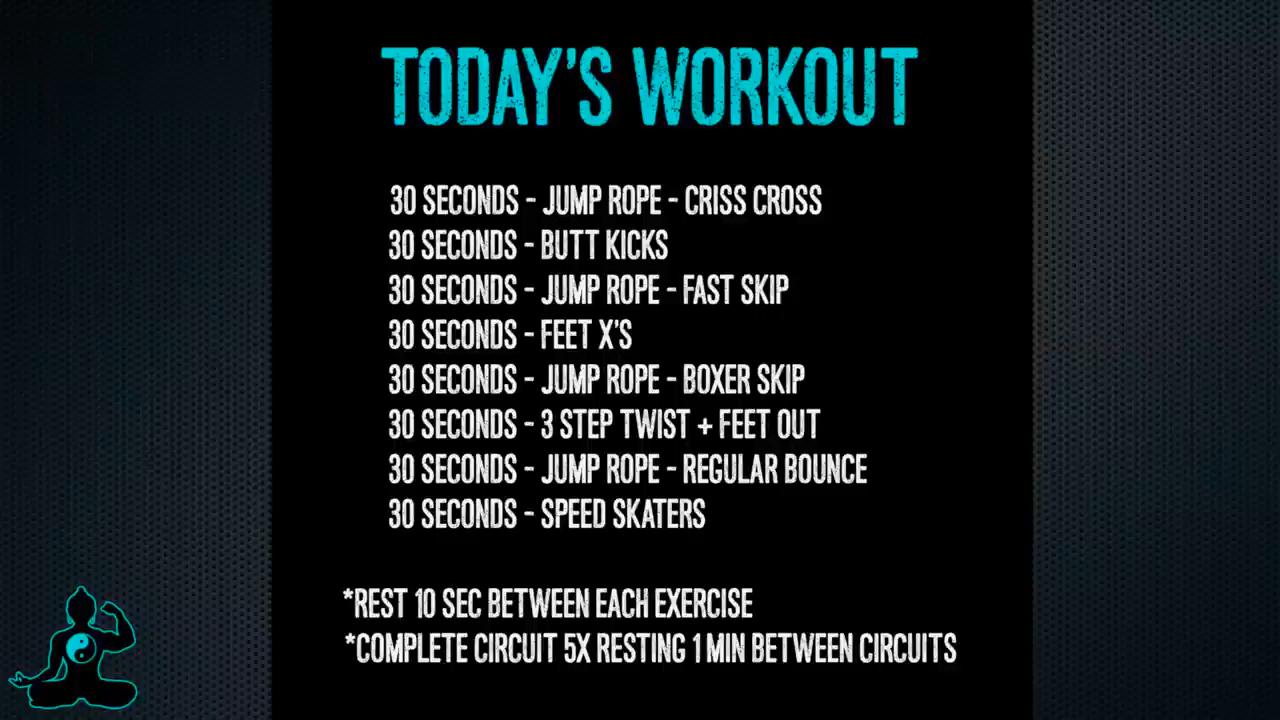 TODAY'S WORKOUT
30 SECONDS - JUMP ROPE - CRISS CROSS
30 SECONDS - BUTT KICKS
30 SECONDS - JUMP ROPE - FAST SKIP
30 SECONDS - FEET X'S
30 SECONDS - JUMP ROPE - BOXER SKIP
30 SECONDS - 3 STEP TWIST + FEET OUT
30 SECONDS - JUMP ROPE - REGULAR BOUNCE
30 SECONDS - SPEED SKATERS
*REST 10 SEC BETWEEN EACH EXERCISE
*COMPLETE CIRCUIT 5X RESTING 1 MIN BETWEEN CIRCUITS